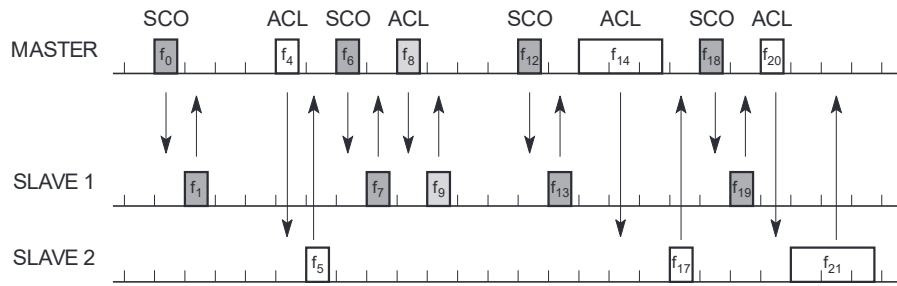 SCO ACL SCO ACL SCO ACL SCO ACL
MASTER f0 f4 f6 f8 f12 f14 f18 f20
SLAVE 1 f1 f7 f9 f13 f19
SLAVE 2 f5 f17 f21